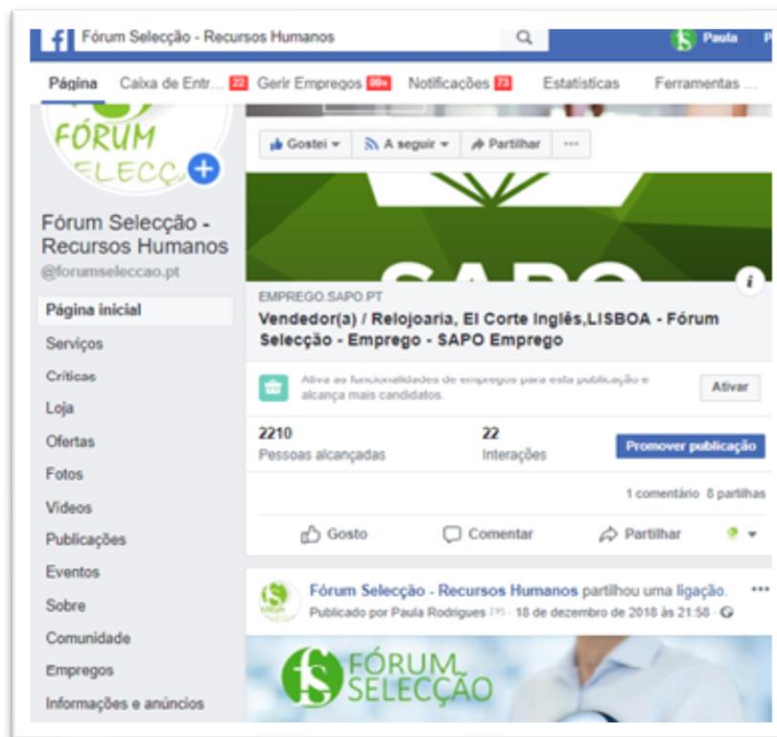 Fórum Selecção - Recursos Humanos
Paula
P
Página Caixa de Entr... 22 Gerir Empregos 99+ Notificações 73 Estatísticas Ferramentas ...
FÓRUM
SELECÇ
Fórum Selecção -
Recursos Humanos
@forumseleccao.pt
Página inicial
Serviços
Críticas
Loja
Ofertas
Fotos
Vídeos
Publicações
Eventos
Sobre
Comunidade
Empregos
Informações e anúncios
Gostei A seguir Partilhar ...
SAPO
EMPREGO.SAPO.PT
Vendedor(a) / Relojoaria, El Corte Inglês,LISBOA - Fórum
Selecção - Emprego - SAPO Emprego
Ativa as funcionalidades de empregos para esta publicação e
alcança mais candidatos.
Ativar
2210 22
Pessoas alcançadas Interações
Promover publicação
1 comentário 8 partilhas
Gosto Comentar Partilhar
Fórum Selecção - Recursos Humanos partilhou uma ligação.
Publicado por Paula Rodrigues [?] · 18 de dezembro de 2018 às 21:58 ·
fs FÓRUM
SELECÇÃO